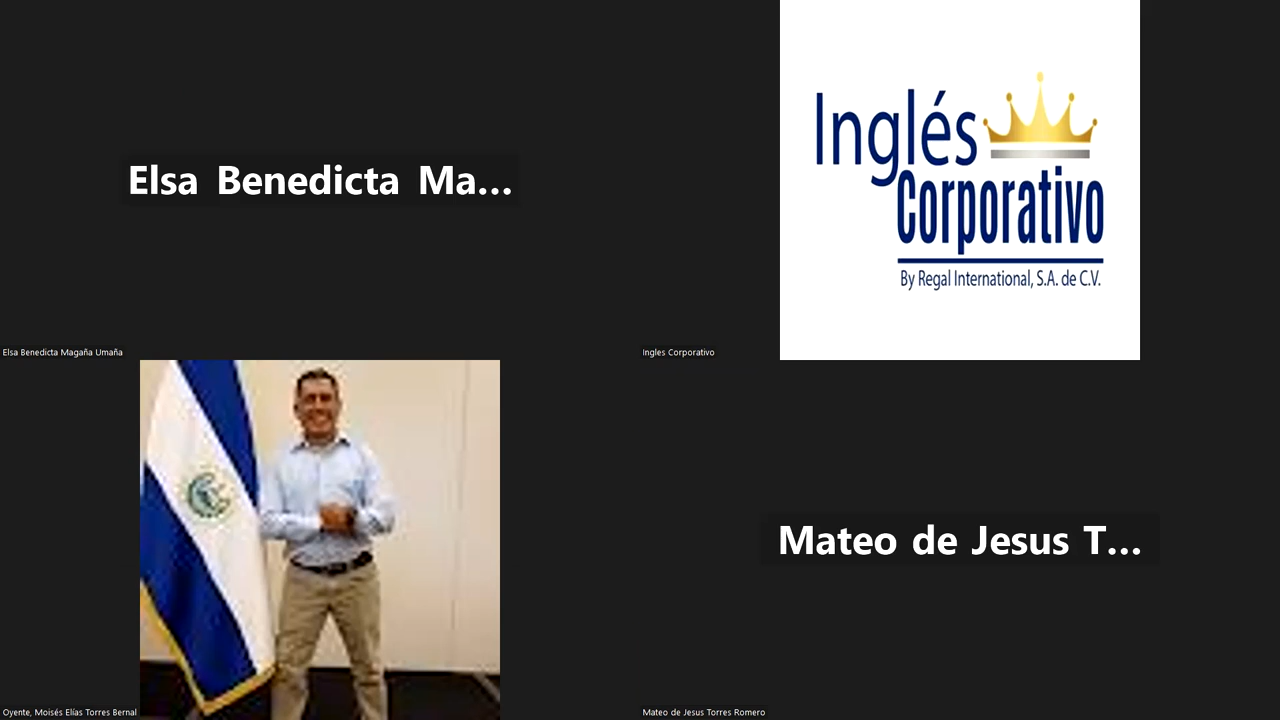 Elsa Benedicta Ma...
Elsa Benedicta Magaña Umaña
Inglés
Corporativo
By Regal International, S.A. de C.V.
Ingles Corporativo
Oyente, Moisés Elías Torres Bernal
Mateo de Jesus T...
Mateo de Jesus Torres Romero